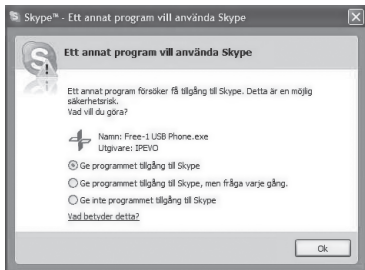 Skype™ - Ett annat program vill använda Skype
Ett annat program vill använda Skype
Ett annat program försöker få tillgång till Skype. Detta är en möjlig
säkerhetsrisk.
Vad vill du göra?
Namn: Free-1 USB Phone.exe
Utgivare: IPEVO
Ge programmet tillgång till Skype
Ge programmet tillgång till Skype, men fråga varje gång.
Ge inte programmet tillgång till Skype
Vad betyder detta?
Ok